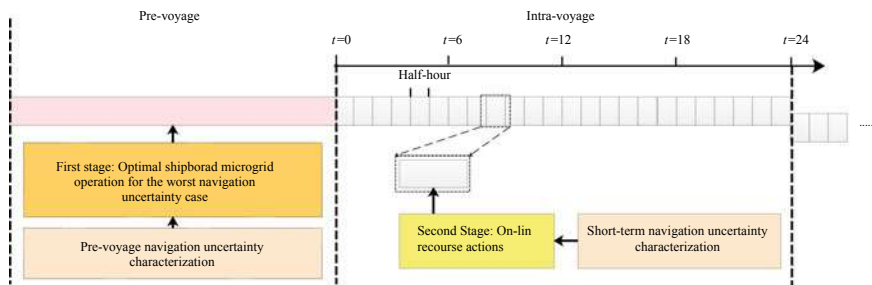 Pre-voyage
Intra-voyage
t=0
t=6
t=12
t=18
t=24
Half-hour
.....
First stage: Optimal shipborad microgrid
operation for the worst navigation
uncertainty case
Pre-voyage navigation uncertainty
characterization
Second Stage: On-lin
recourse actions
Short-term navigation uncertainty
characterization